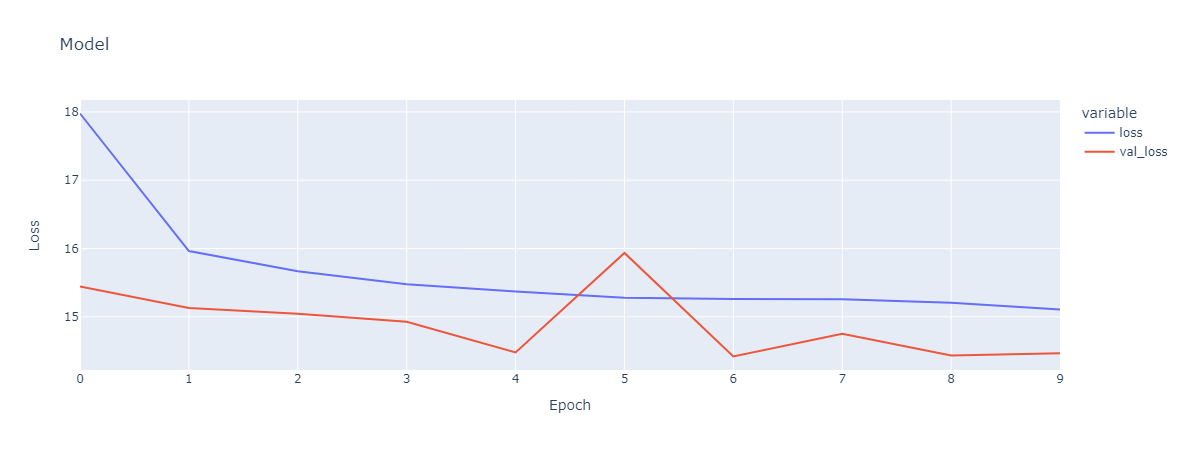 Model
variable
loss
val_loss
Loss
18
17
16
15
0 1 2 3 4 5 6 7 8 9
Epoch